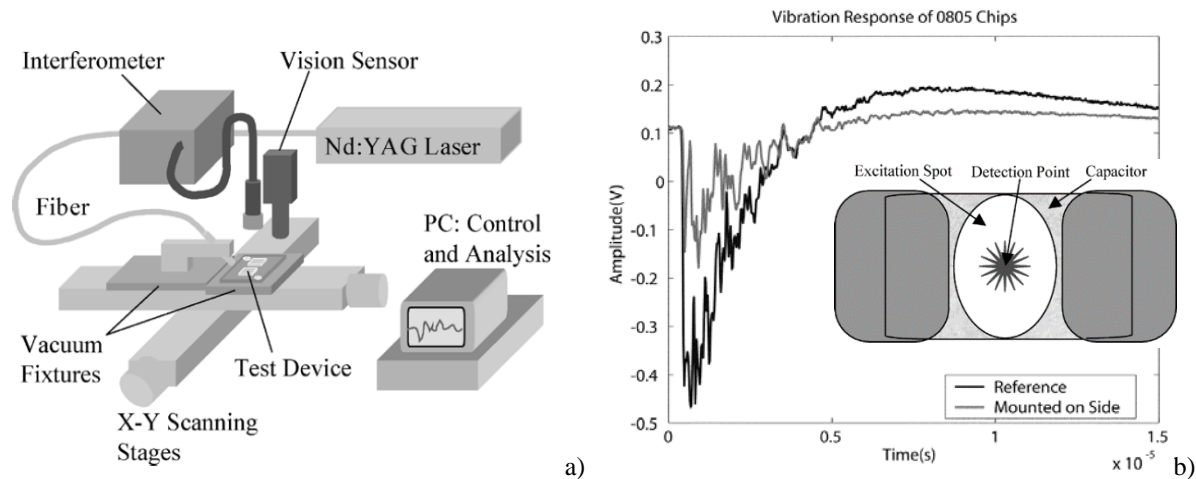 Interferometer
Vision Sensor
Nd:YAG Laser
Fiber
PC: Control
and Analysis
Vacuum
Fixtures
Test Device
X-Y Scanning
Stages
a)
Vibration Response of 0805 Chips
0.3
0.2
0.1
0
-0.1
-0.2
-0.3
-0.4
-0.5
Amplitude(V)
Excitation Spot
Detection Point
Capacitor
Reference
Mounted on Side
0
0.5
1
1.5
Time(s)
x 10⁻⁵
b)